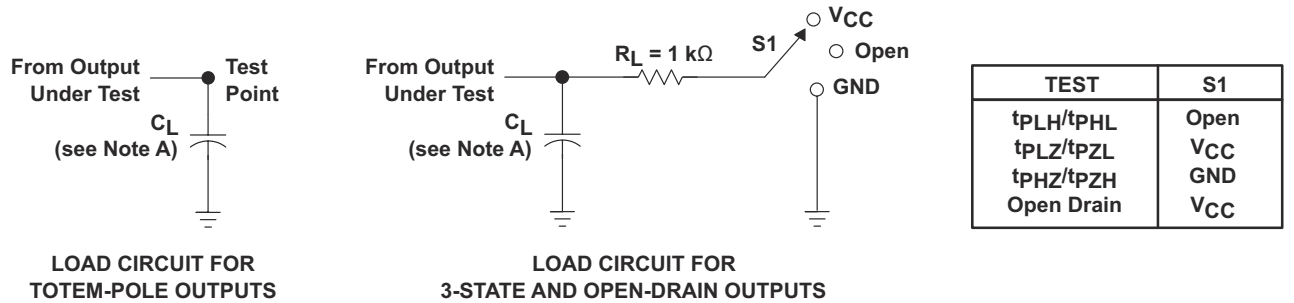 From Output
Under Test
Test
Point
CL
(see Note A)
LOAD CIRCUIT FOR
TOTEM-POLE OUTPUTS
From Output
Under Test
RL = 1 kΩ
S1
VCC
Open
GND
CL
(see Note A)
LOAD CIRCUIT FOR
3-STATE AND OPEN-DRAIN OUTPUTS
TEST S1
tPLH/tPHL Open
tPLZ/tPZL VCC
tPHZ/tPZH GND
Open Drain VCC